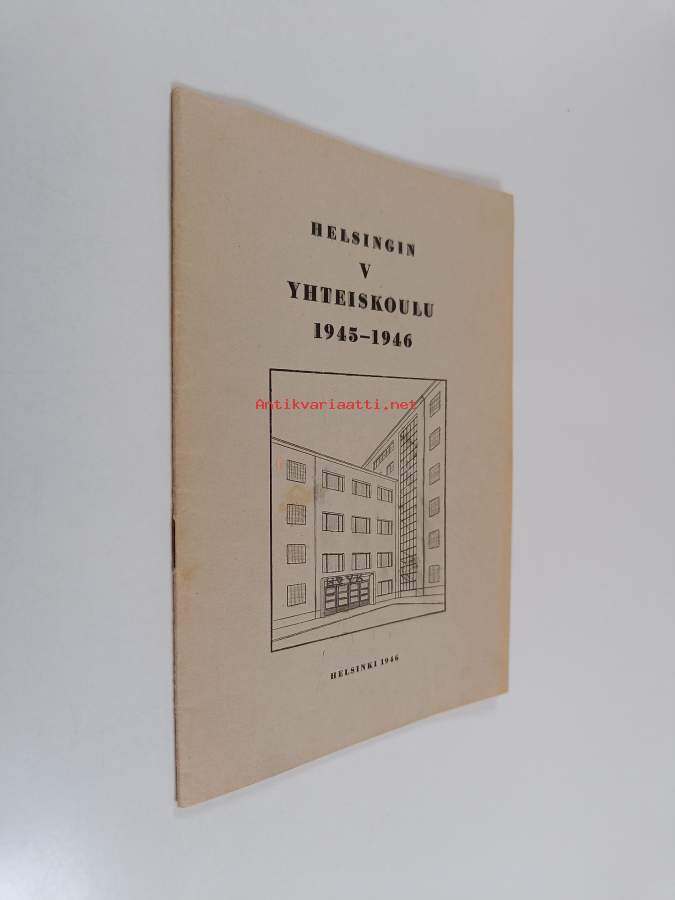 HELSINGIN
V
YHTEISKOULU
1945–1946
Antikvariaatti.net
HELSINKI 1946